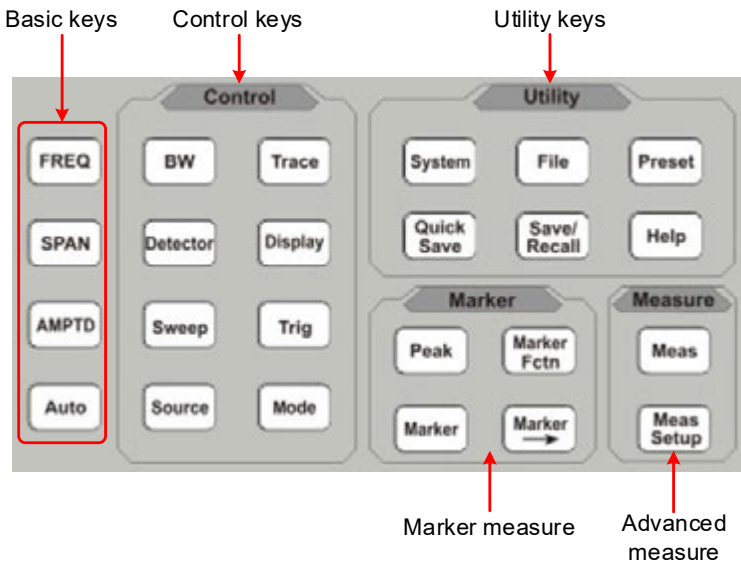 Basic keys
Control keys
Utility keys
Control
Utility
FREQ
BW
Trace
System
File
Preset
SPAN
Detector
Display
Quick
Save
Save/
Recall
Help
Marker
Measure
AMPTD
Sweep
Trig
Peak
Marker
Fctn
Meas
Auto
Source
Mode
Marker
Marker
Meas
Setup
Marker measure
Advanced
measure